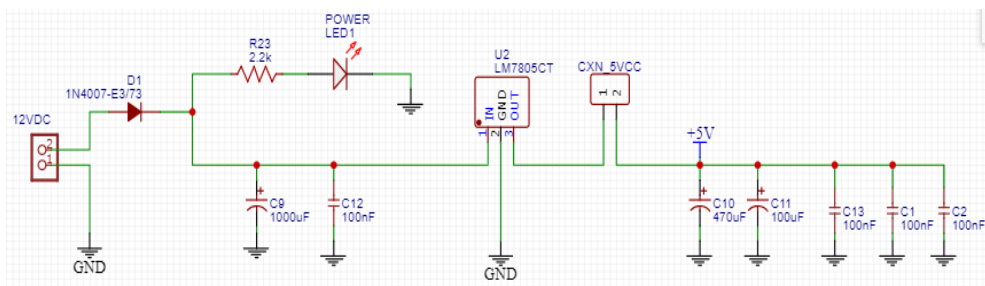 POWER
LED1
R23
2.2k
U2
LM7805CT
CXN_5VCC
1 2
D1
1N4007-E3/73
12VDC
2
1
IN
GND
OUT
1
2
3
+5V
+
C9
1000uF
C12
100nF
+
C10
470uF
+
C11
100uF
C13
100nF
C1
100nF
C2
100nF
GND
GND